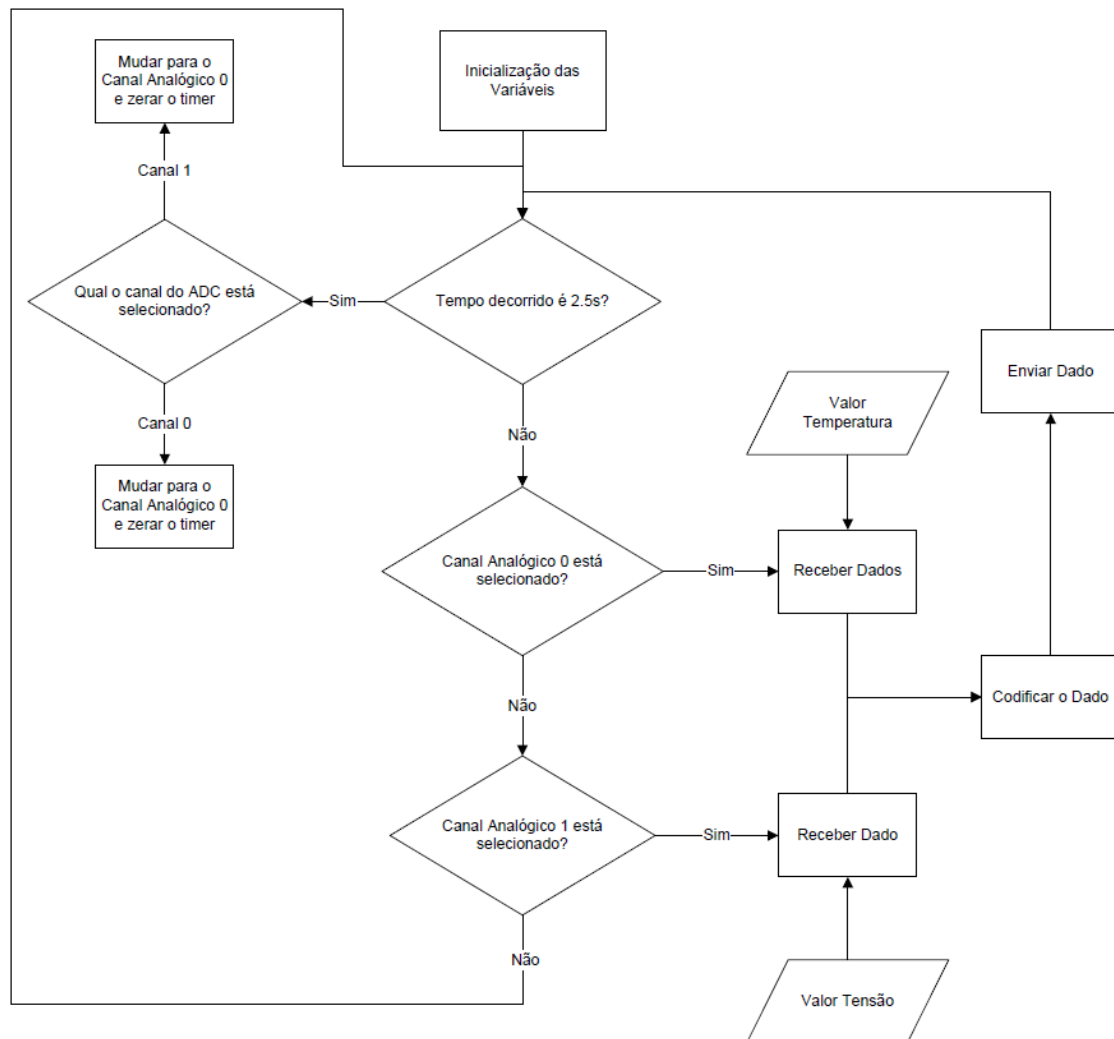 Mudar para o
Canal Analógico 0
e zerar o timer
Inicialização das
Variáveis
Canal 1
Qual o canal do ADC está
selecionado?
Sim
Tempo decorrido é 2.5s?
Canal 0
Mudar para o
Canal Analógico 0
e zerar o timer
Não
Valor
Temperatura
Enviar Dado
Canal Analógico 0 está
selecionado?
Sim
Receber Dados
Não
Codificar o Dado
Canal Analógico 1 está
selecionado?
Sim
Receber Dado
Não
Valor Tensão